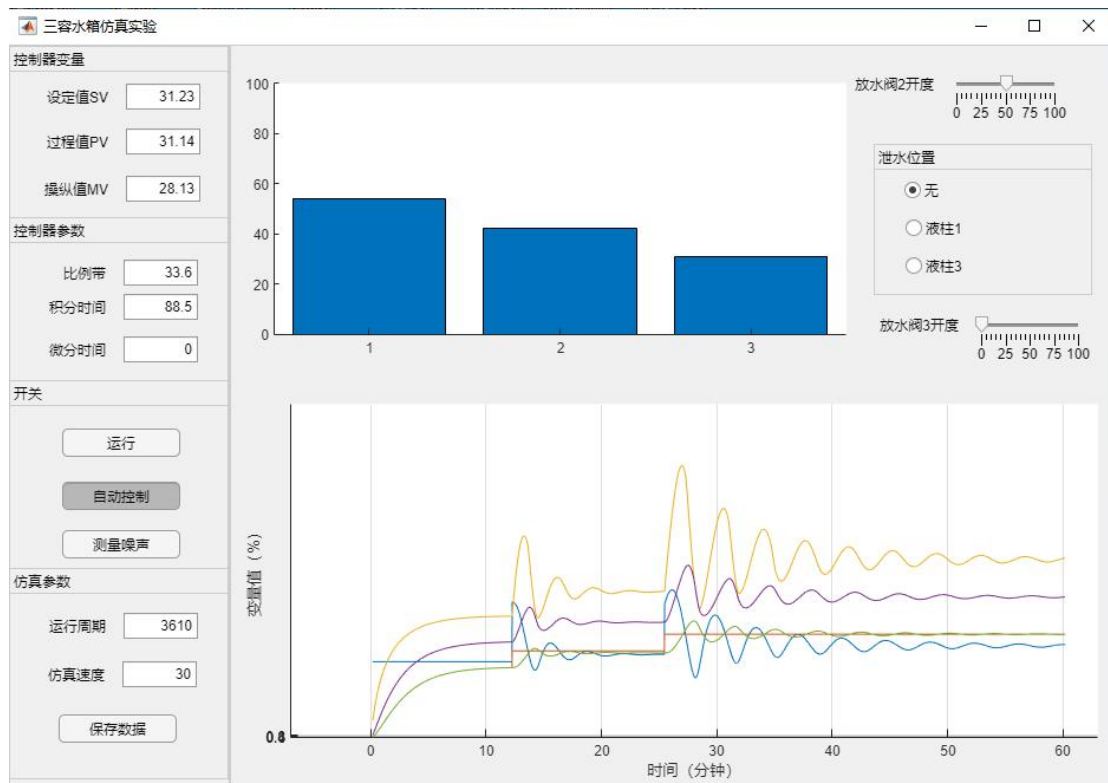 三容水箱仿真实验
控制器变量
设定值SV 31.23
过程值PV 31.14
操纵值MV 28.13
控制器参数
比例带 33.6
积分时间 88.5
微分时间 0
开关
运行
自动控制
测量噪声
仿真参数
运行周期 3610
仿真速度 30
保存数据
100
80
60
40
20
0
1 2 3
放水阀2开度
0 25 50 75 100
泄水位置
无
液柱1
液柱3
放水阀3开度
0 25 50 75 100
变量值（%）
0 10 20 30 40 50 60
时间（分钟）